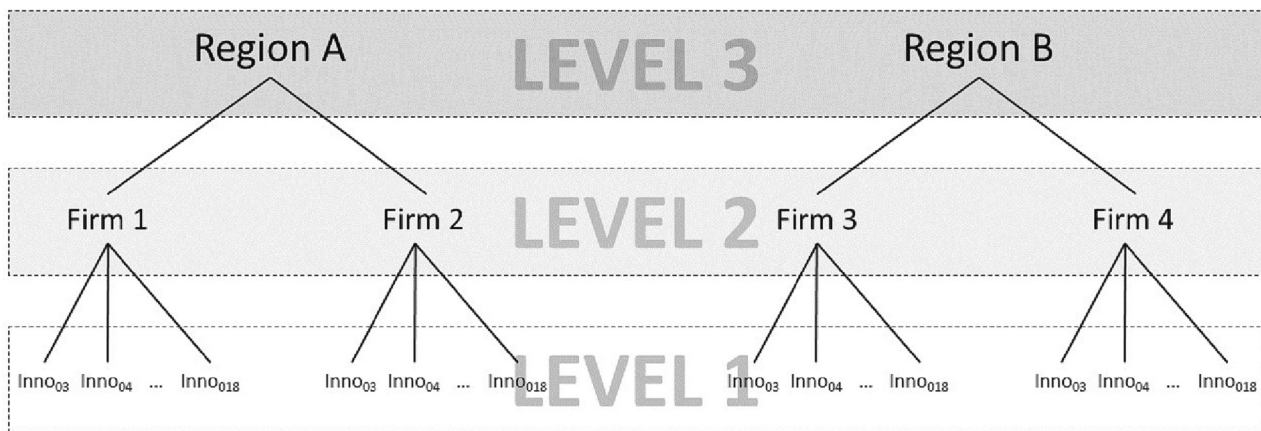 Region A LEVEL 3 Region B
Firm 1 Firm 2 LEVEL 2 Firm 3 Firm 4
Inno₀₃ Inno₀₄ ... Inno₀₁₈ Inno₀₃ Inno₀₄ ... Inno₀₁₈ LEVEL 1 Inno₀₃ Inno₀₄ ... Inno₀₁₈ Inno₀₃ Inno₀₄ ... Inno₀₁₈